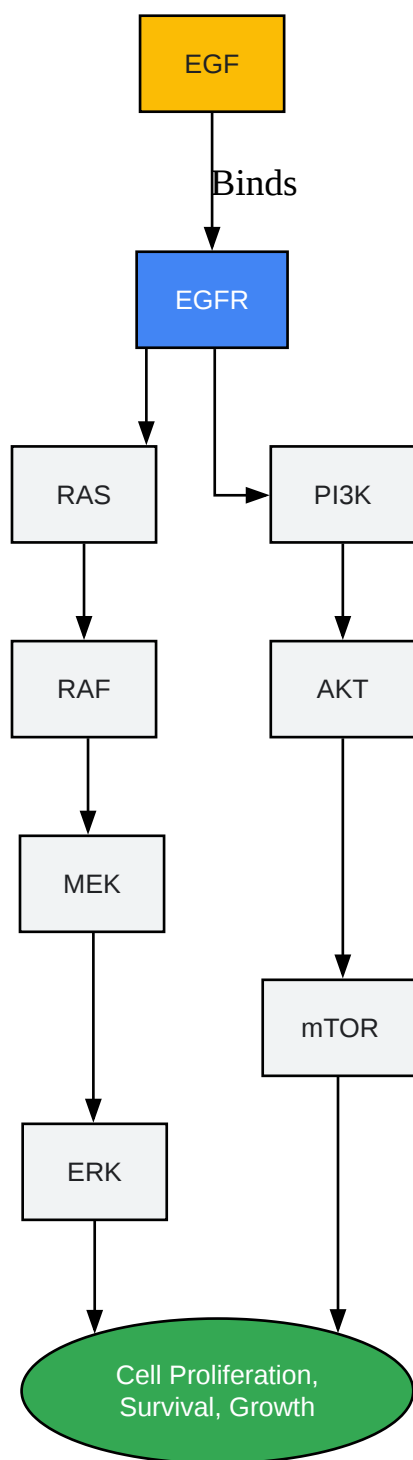 EGF
Binds
EGFR
RAS
PI3K
RAF
AKT
MEK
mTOR
ERK
Cell Proliferation,
Survival, Growth